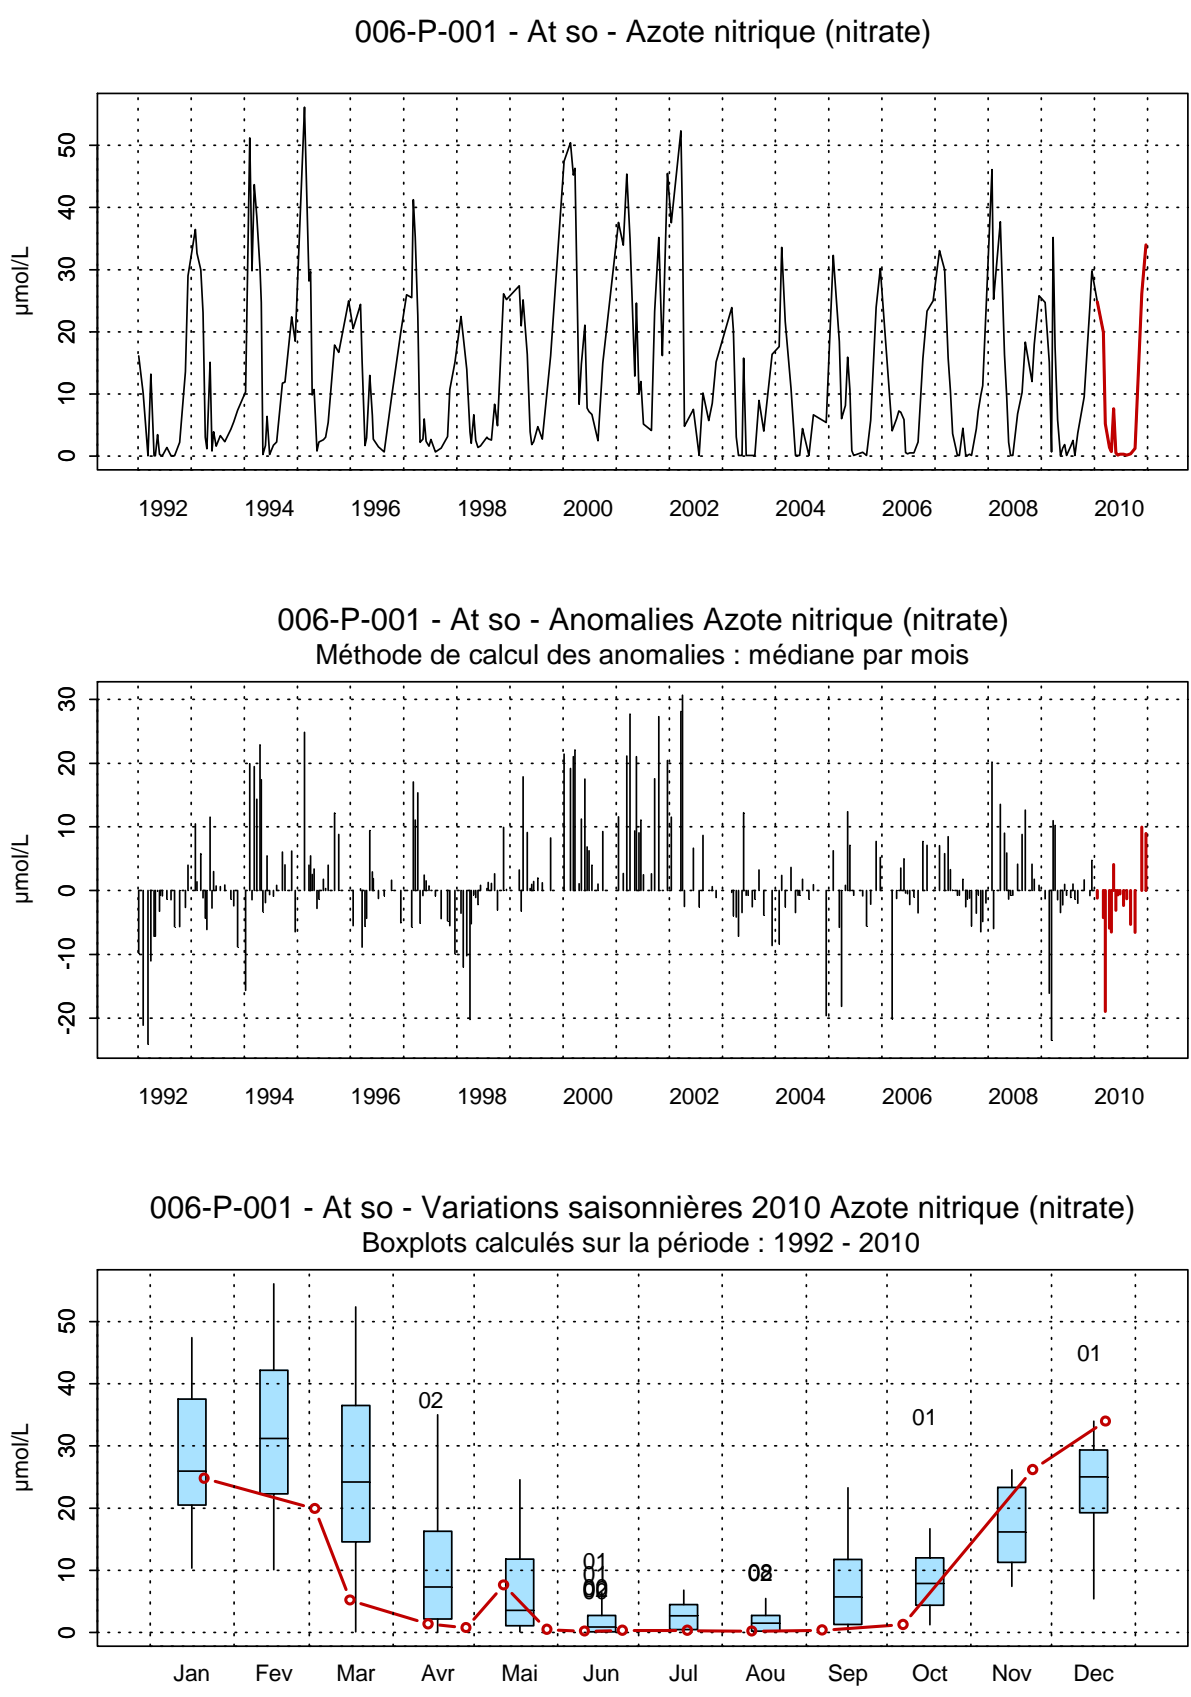 006-P-001 - At so - Azote nitrique (nitrate)
µmol/L
50
40
30
20
10
0
1992 1994 1996 1998 2000 2002 2004 2006 2008 2010
006-P-001 - At so - Anomalies Azote nitrique (nitrate)
Méthode de calcul des anomalies : médiane par mois
µmol/L
30
20
10
0
-10
-20
1992 1994 1996 1998 2000 2002 2004 2006 2008 2010
006-P-001 - At so - Variations saisonnières 2010 Azote nitrique (nitrate)
Boxplots calculés sur la période : 1992 - 2010
µmol/L
50
40
30
20
10
0
01
02
01
01
01
Jan Fev Mar Avr Mai Jun Jul Aou Sep Oct Nov Dec